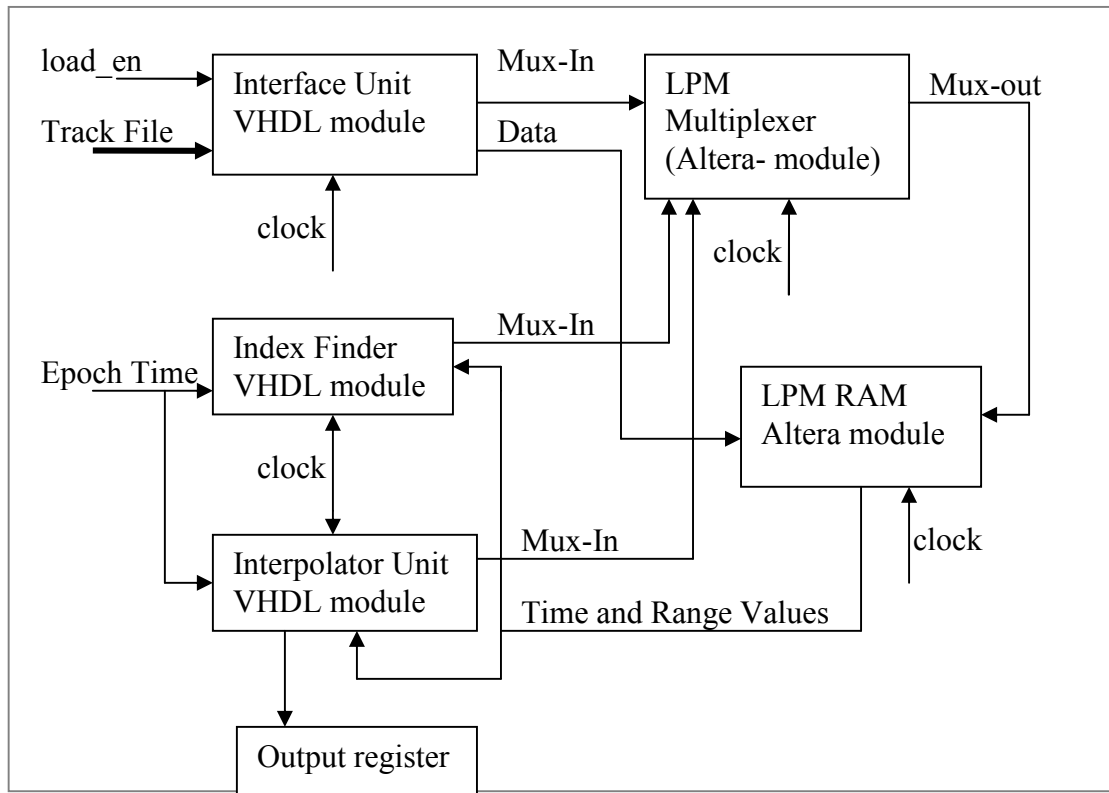 load_en
Track File
Interface Unit
VHDL module
Mux-In
Data
LPM
Multiplexer
(Altera- module)
Mux-out
clock
clock
Epoch Time
Index Finder
VHDL module
Mux-In
LPM RAM
Altera module
clock
Interpolator Unit
VHDL module
Mux-In
clock
Time and Range Values
Output register